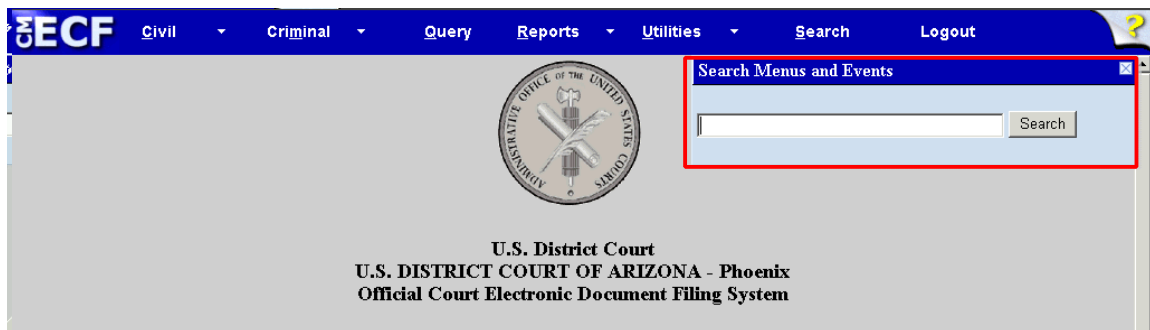 CM
ECF Civil Criminal Query Reports Utilities Search Logout ?
Search Menus and Events
Search
ADMINISTRATIVE OFFICE OF THE UNITED STATES COURTS
U.S. District Court
U.S. DISTRICT COURT OF ARIZONA - Phoenix
Official Court Electronic Document Filing System